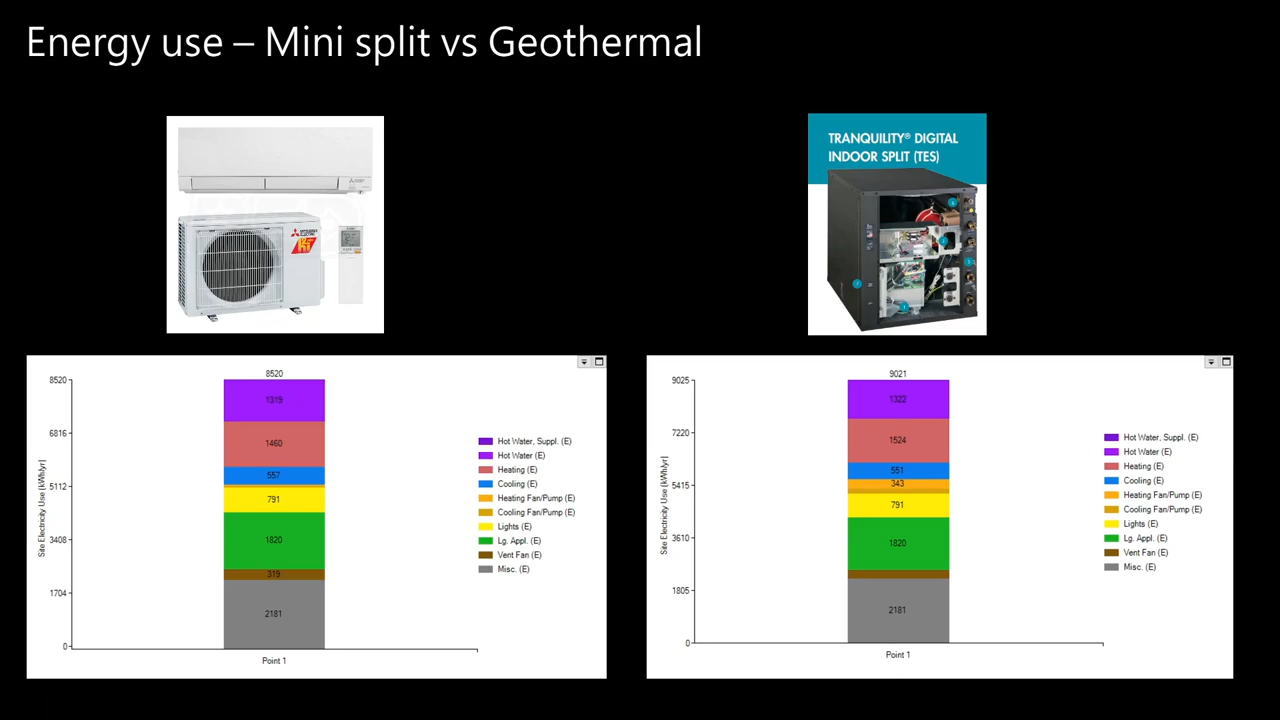 Energy use – Mini split vs Geothermal
TRANQUILITY® DIGITAL
INDOOR SPLIT (TES)
8520
8520
6816
5112
3408
1704
0
Site Electricity Use [kWh/yr]
1319
1460
557
791
1820
319
2181
Point 1
Hot Water, Suppl. (E)
Hot Water (E)
Heating (E)
Cooling (E)
Heating Fan/Pump (E)
Cooling Fan/Pump (E)
Lights (E)
Lg. Appl. (E)
Vent Fan (E)
Misc. (E)
9021
9025
7220
5415
3610
1805
0
Site Electricity Use [kWh/yr]
1322
1524
551
343
791
1820
2181
Point 1
Hot Water, Suppl. (E)
Hot Water (E)
Heating (E)
Cooling (E)
Heating Fan/Pump (E)
Cooling Fan/Pump (E)
Lights (E)
Lg. Appl. (E)
Vent Fan (E)
Misc. (E)